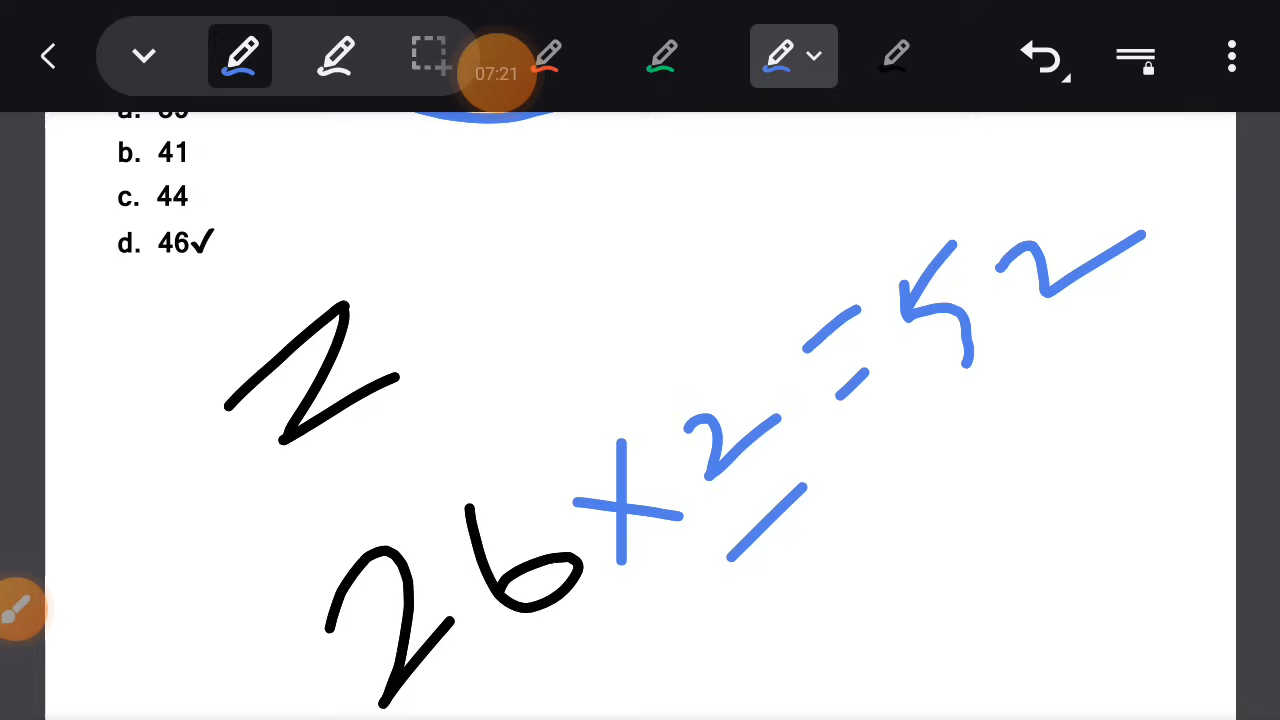 07:21
b. 41
c. 44
d. 46✓
Z
26 + 2 = 52